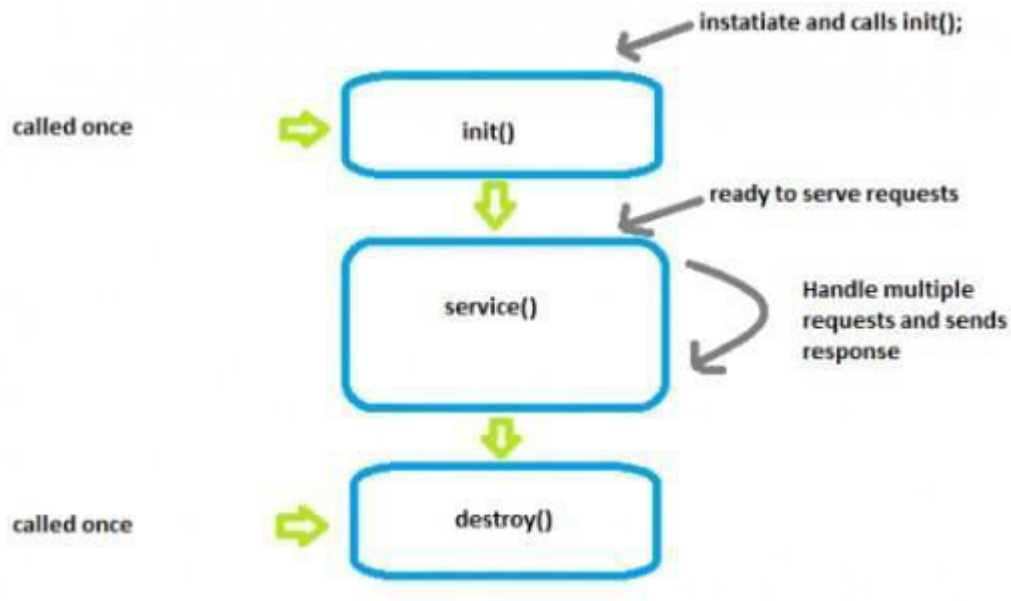 instatiate and calls init();
called once
init()
ready to serve requests
service()
Handle multiple
requests and sends
response
called once
destroy()